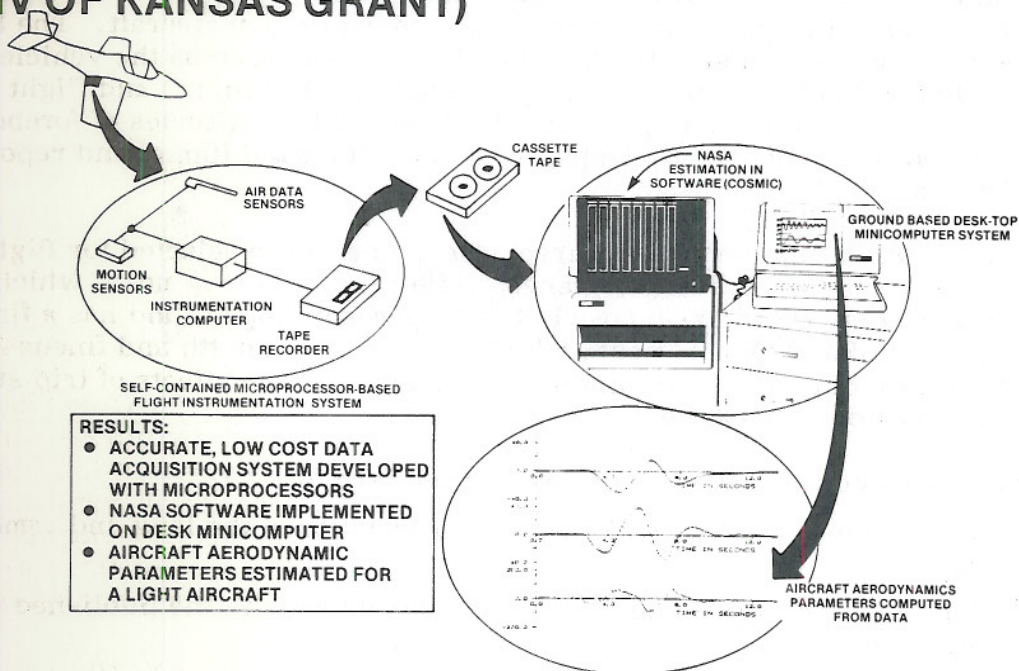 IV OF KANSAS GRANT)
CASSETTE
TAPE
NASA
ESTIMATION IN
SOFTWARE (COSMIC)
AIR DATA
SENSORS
GROUND BASED DESK-TOP
MINICOMPUTER SYSTEM
MOTION
SENSORS
INSTRUMENTATION
COMPUTER
TAPE
RECORDER
SELF-CONTAINED MICROPROCESSOR-BASED
FLIGHT INSTRUMENTATION SYSTEM
RESULTS:
● ACCURATE, LOW COST DATA
ACQUISITION SYSTEM DEVELOPED
WITH MICROPROCESSORS
● NASA SOFTWARE IMPLEMENTED
ON DESK MINICOMPUTER
● AIRCRAFT AERODYNAMIC
PARAMETERS ESTIMATED FOR
A LIGHT AIRCRAFT
TIME IN SECONDS
TIME IN SECONDS
TIME IN SECONDS
AIRCRAFT AERODYNAMICS
PARAMETERS COMPUTED
FROM DATA